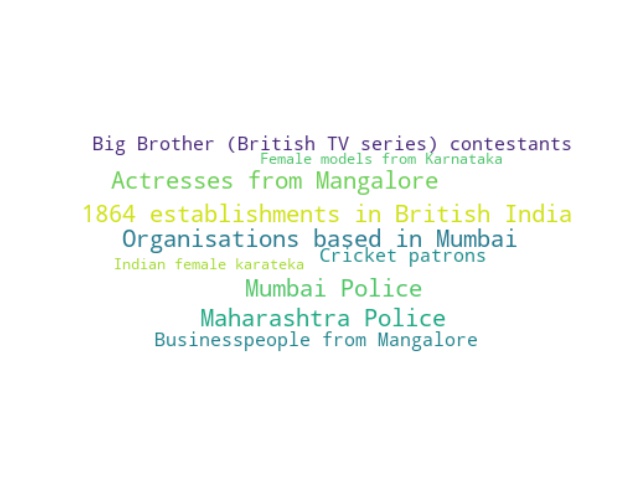 Big Brother (British TV series) contestants
Female models from Karnataka
Actresses from Mangalore
1864 establishments in British India
Organisations based in Mumbai
Cricket patrons
Indian female karateka
Mumbai Police
Maharashtra Police
Businesspeople from Mangalore